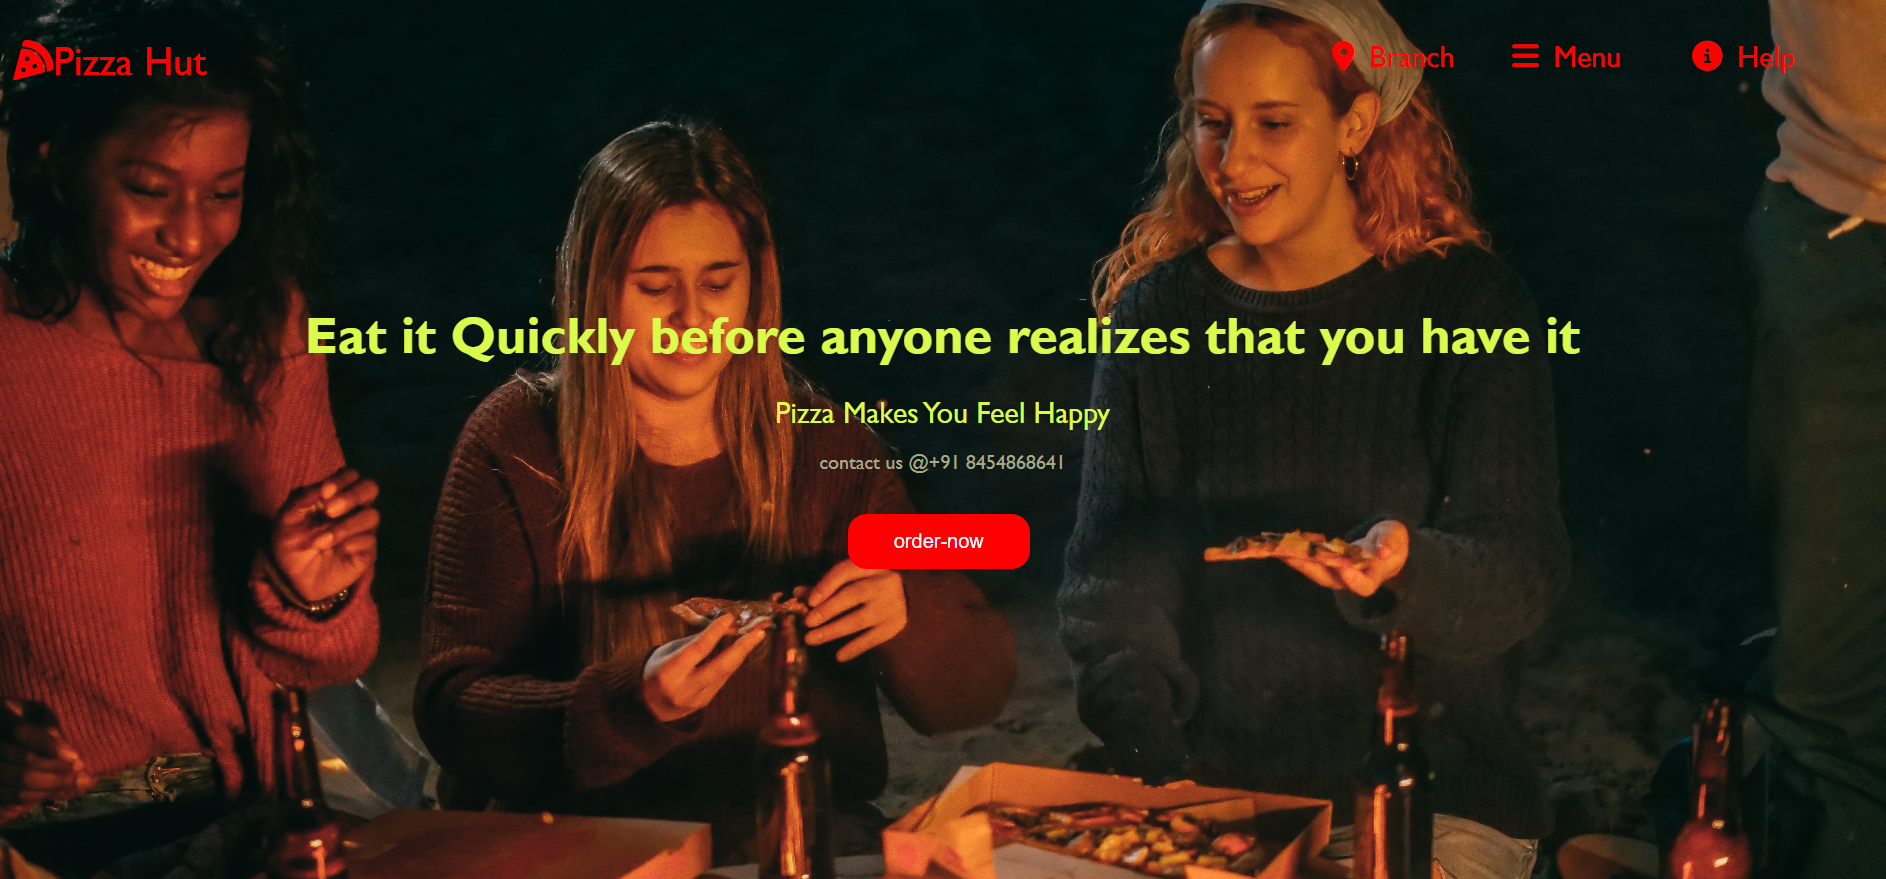 Pizza Hut
Branch
Menu
Help
Eat it Quickly before anyone realizes that you have it
Pizza Makes You Feel Happy
contact us @+91 8454868641
order-now